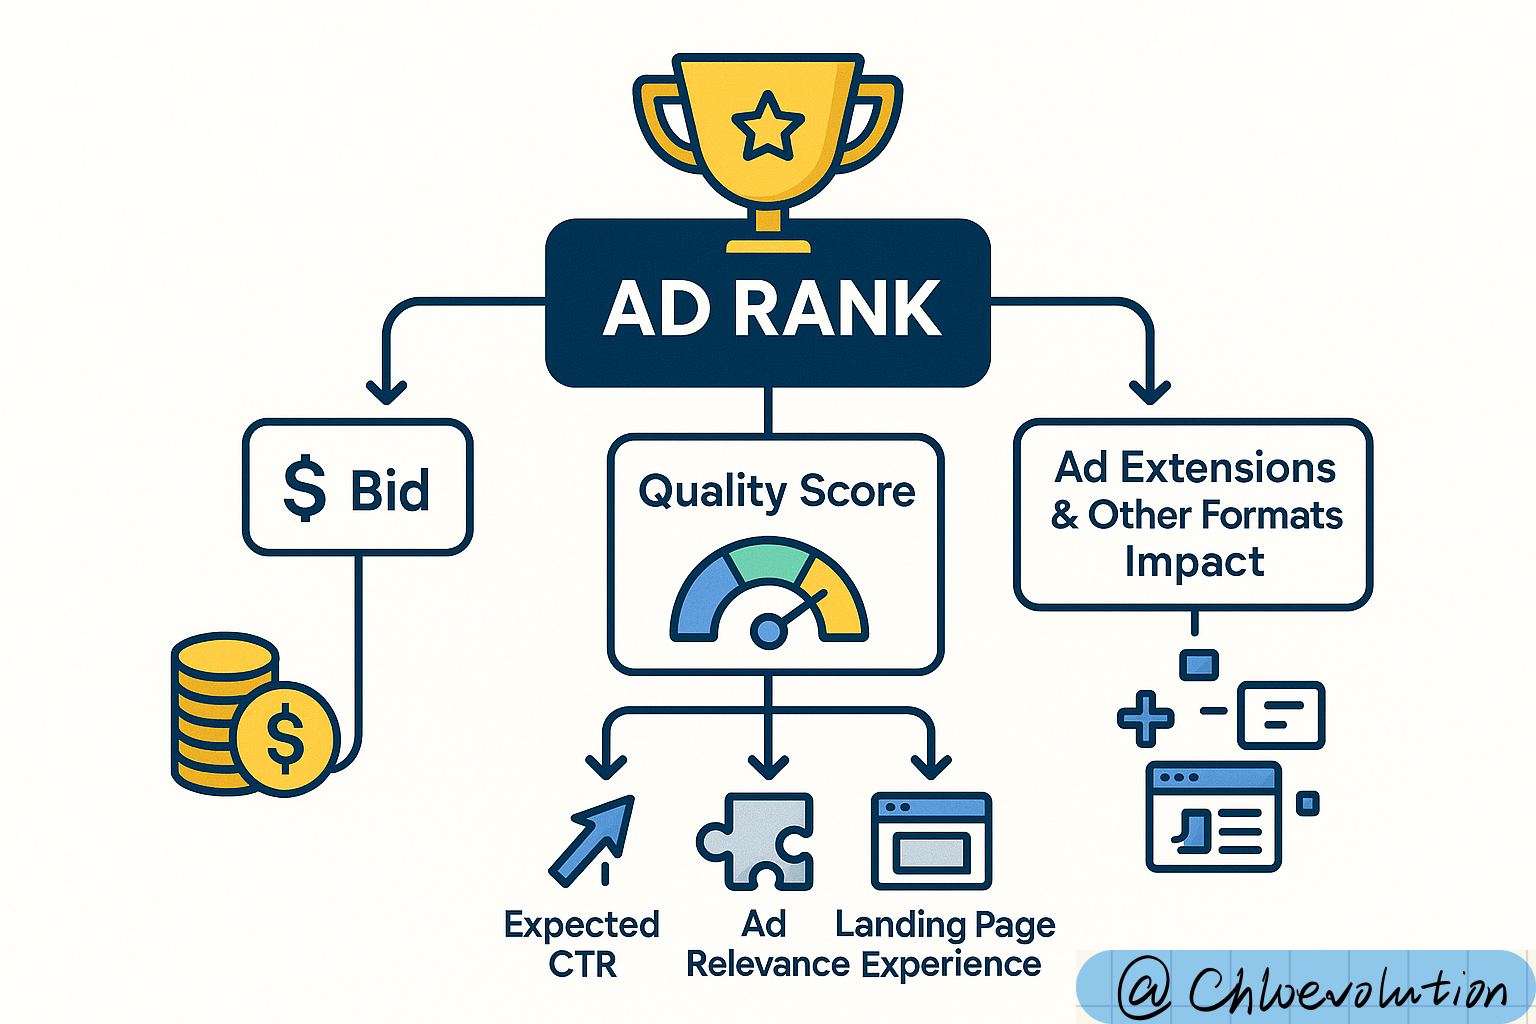 AD RANK
$ Bid
Quality Score
Ad Extensions
& Other Formats
Impact
$
Expected
CTR
Ad
Relevance
Landing Page
Experience
@ Chloevolution